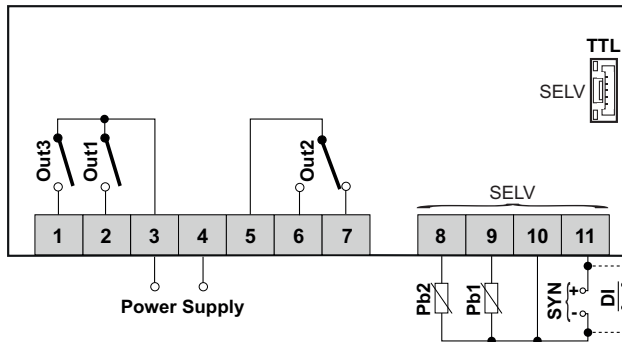 TTL
SELV
Out3
Out1
Out2
SELV
1 2 3 4 5 6 7 8 9 10 11
Power Supply
Pb2
Pb1
SYN
+
-
DI